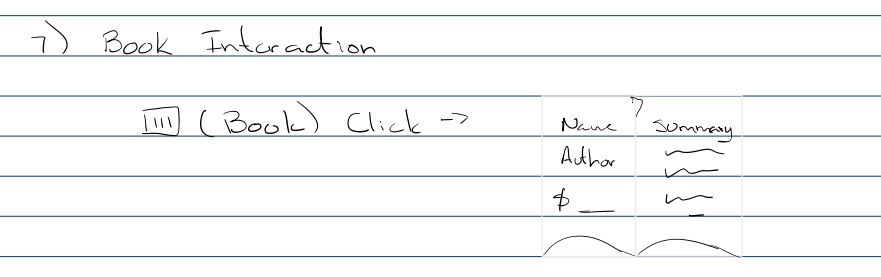 7) Book Interaction
(Book) Click ->
Name Summary
Author
$ __